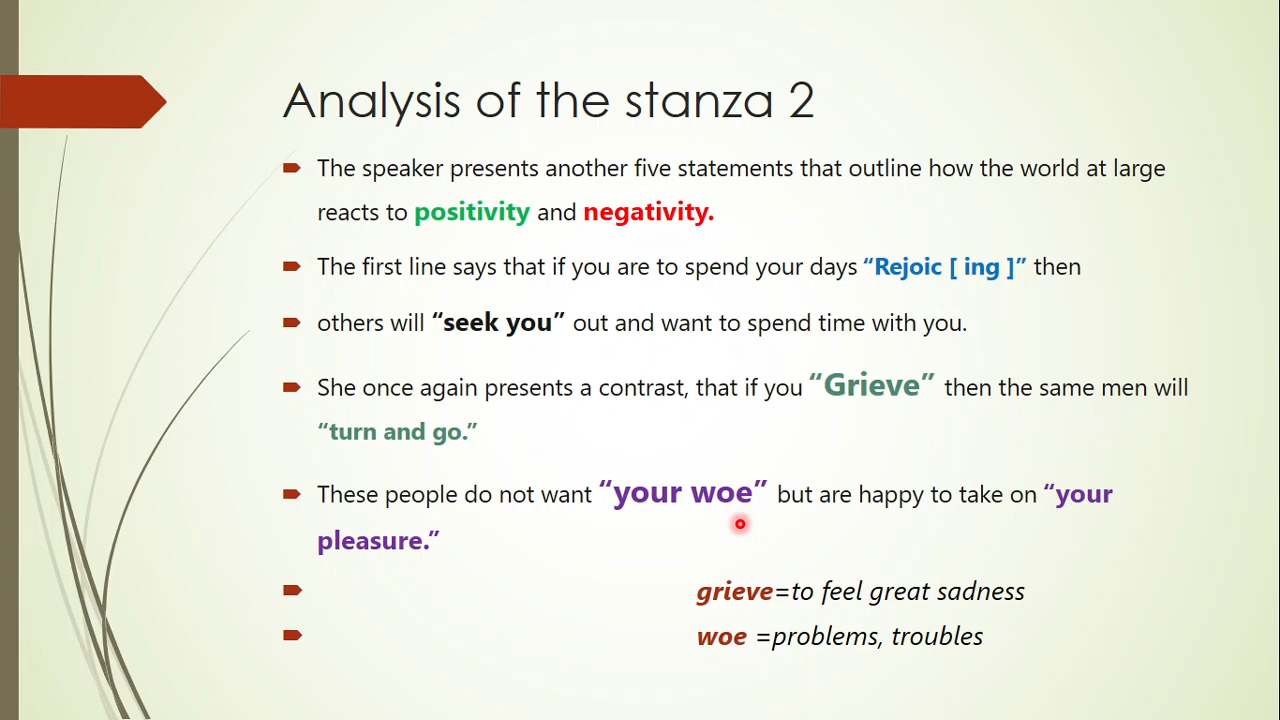 Analysis of the stanza 2
The speaker presents another five statements that outline how the world at large
reacts to positivity and negativity.
The first line says that if you are to spend your days “Rejoic [ ing ]” then
others will “seek you” out and want to spend time with you.
She once again presents a contrast, that if you “Grieve” then the same men will
“turn and go.”
These people do not want “your woe” but are happy to take on “your
pleasure.”
grieve=to feel great sadness
woe =problems, troubles